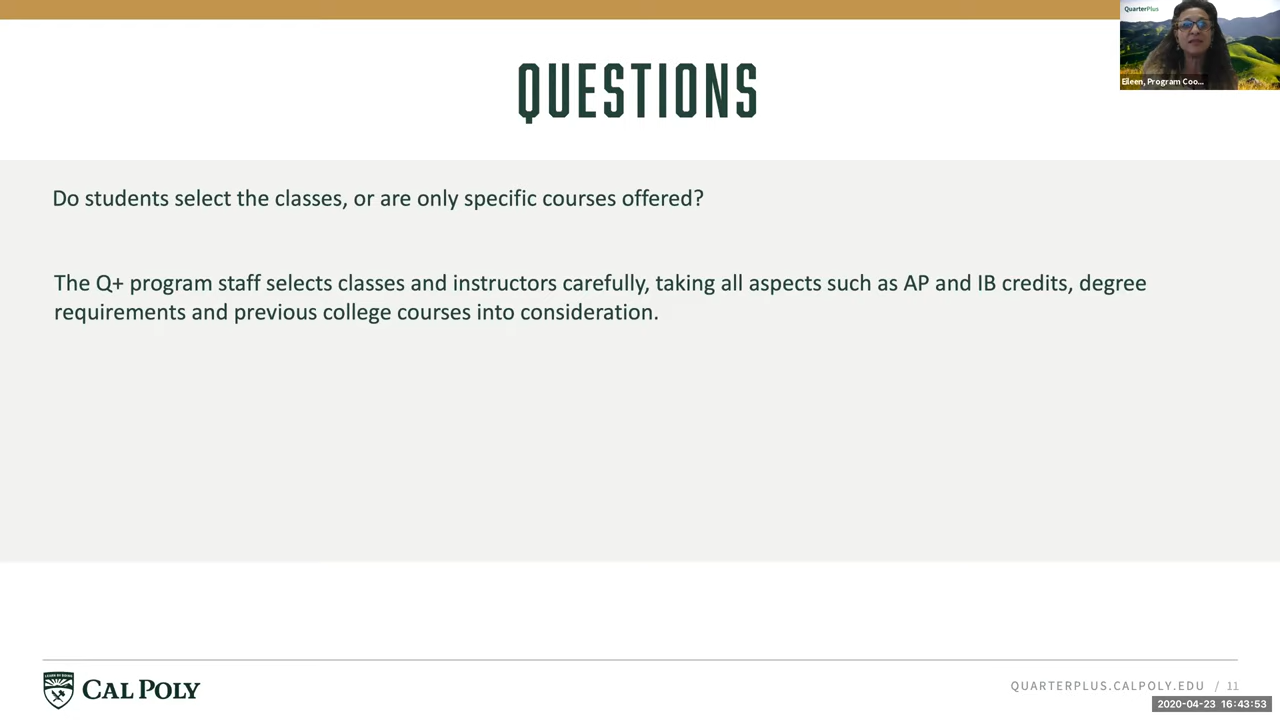 QuarterPlus
Eileen, Program Coo...
QUESTIONS
Do students select the classes, or are only specific courses offered?
The Q+ program staff selects classes and instructors carefully, taking all aspects such as AP and IB credits, degree
requirements and previous college courses into consideration.
CAL POLY
QUARTERPLUS.CALPOLY.EDU / 11
2020-04-23 16:43:53